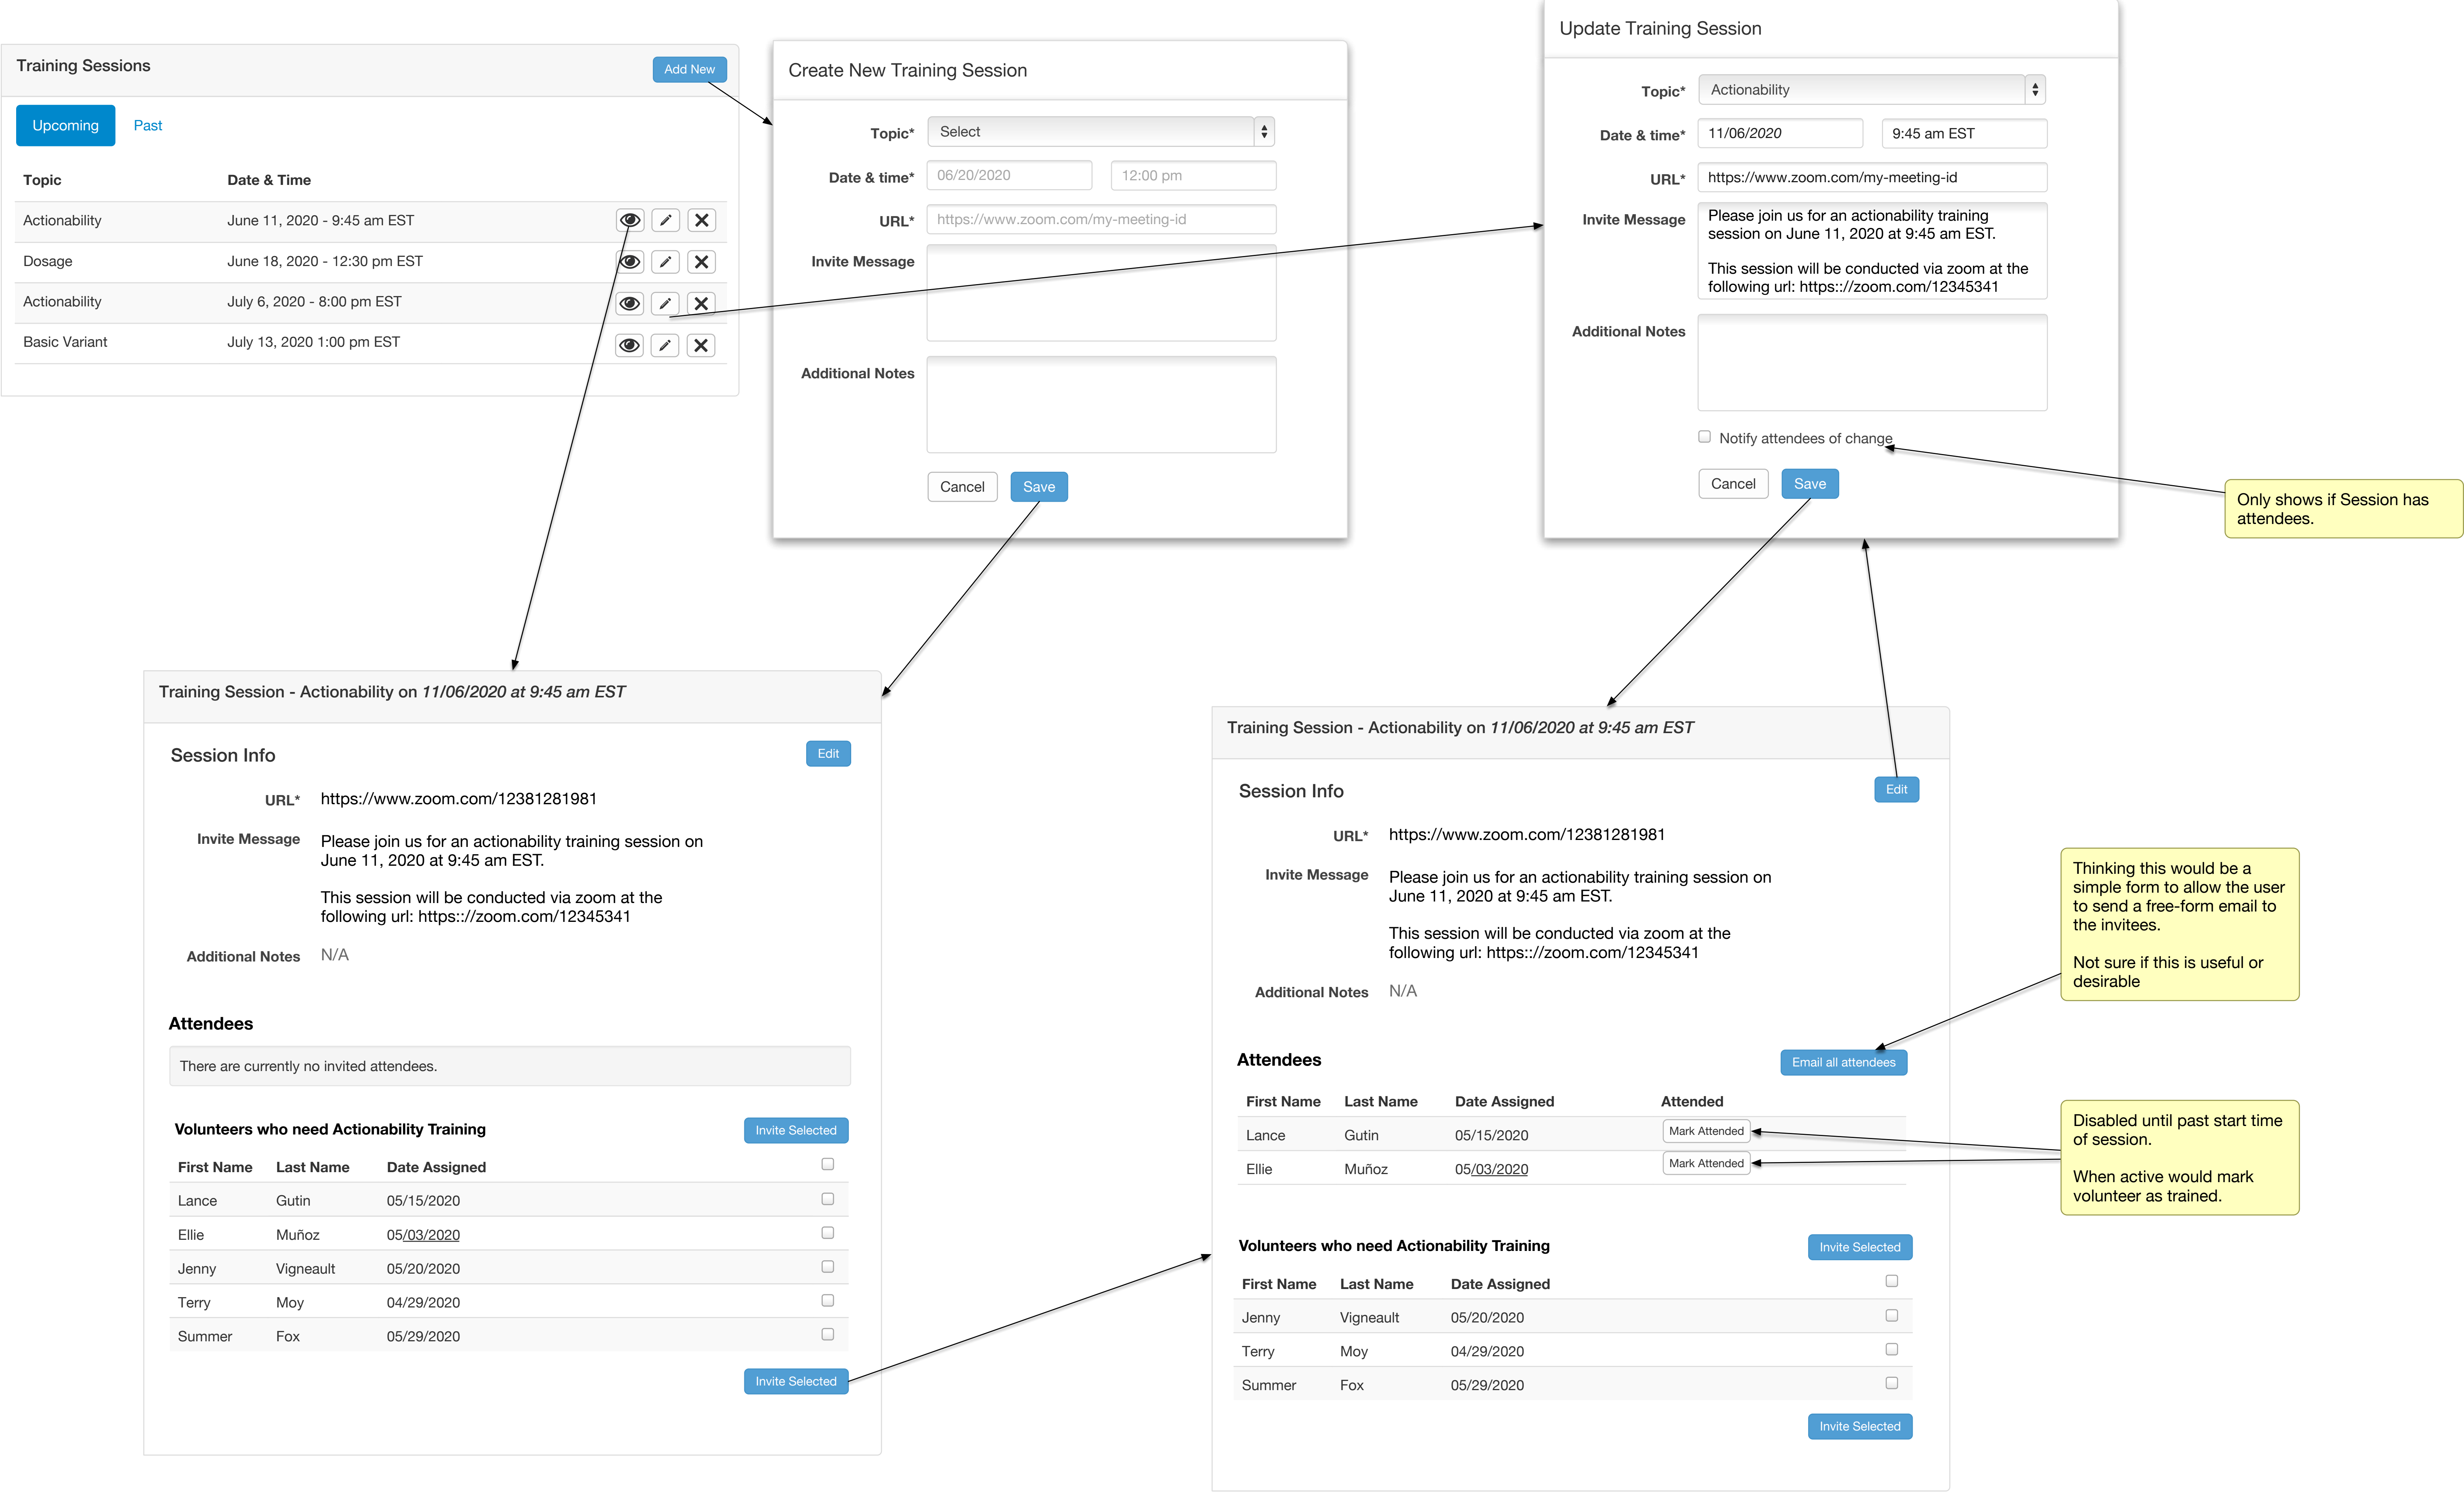 Training Sessions
Add New
Upcoming
Past
Topic Date & Time
Actionability June 11, 2020 - 9:45 am EST
Dosage June 18, 2020 - 12:30 pm EST
Actionability July 6, 2020 - 8:00 pm EST
Basic Variant July 13, 2020 1:00 pm EST
Create New Training Session
Topic* Select
Date & time* 06/20/2020 12:00 pm
URL* https://www.zoom.com/my-meeting-id
Invite Message
Additional Notes
Cancel Save
Update Training Session
Topic* Actionability
Date & time* 11/06/2020 9:45 am EST
URL* https://www.zoom.com/my-meeting-id
Invite Message Please join us for an actionability training
session on June 11, 2020 at 9:45 am EST.
This session will be conducted via zoom at the
following url: https:://zoom.com/12345341
Additional Notes
Notify attendees of change
Cancel Save
Only shows if Session has
attendees.
Training Session - Actionability on 11/06/2020 at 9:45 am EST
Session Info Edit
URL* https://www.zoom.com/12381281981
Invite Message Please join us for an actionability training session on
June 11, 2020 at 9:45 am EST.
This session will be conducted via zoom at the
following url: https:://zoom.com/12345341
Additional Notes N/A
Attendees
There are currently no invited attendees.
Volunteers who need Actionability Training Invite Selected
First Name Last Name Date Assigned
Lance Gutin 05/15/2020
Ellie Muñoz 05/03/2020
Jenny Vigneault 05/20/2020
Terry Moy 04/29/2020
Summer Fox 05/29/2020
Invite Selected
Training Session - Actionability on 11/06/2020 at 9:45 am EST
Session Info Edit
URL* https://www.zoom.com/12381281981
Invite Message Please join us for an actionability training session on
June 11, 2020 at 9:45 am EST.
This session will be conducted via zoom at the
following url: https:://zoom.com/12345341
Additional Notes N/A
Attendees Email all attendees
First Name Last Name Date Assigned Attended
Lance Gutin 05/15/2020 Mark Attended
Ellie Muñoz 05/03/2020 Mark Attended
Volunteers who need Actionability Training Invite Selected
First Name Last Name Date Assigned
Jenny Vigneault 05/20/2020
Terry Moy 04/29/2020
Summer Fox 05/29/2020
Invite Selected
Thinking this would be a
simple form to allow the user
to send a free-form email to
the invitees.
Not sure if this is useful or
desirable
Disabled until past start time
of session.
When active would mark
volunteer as trained.